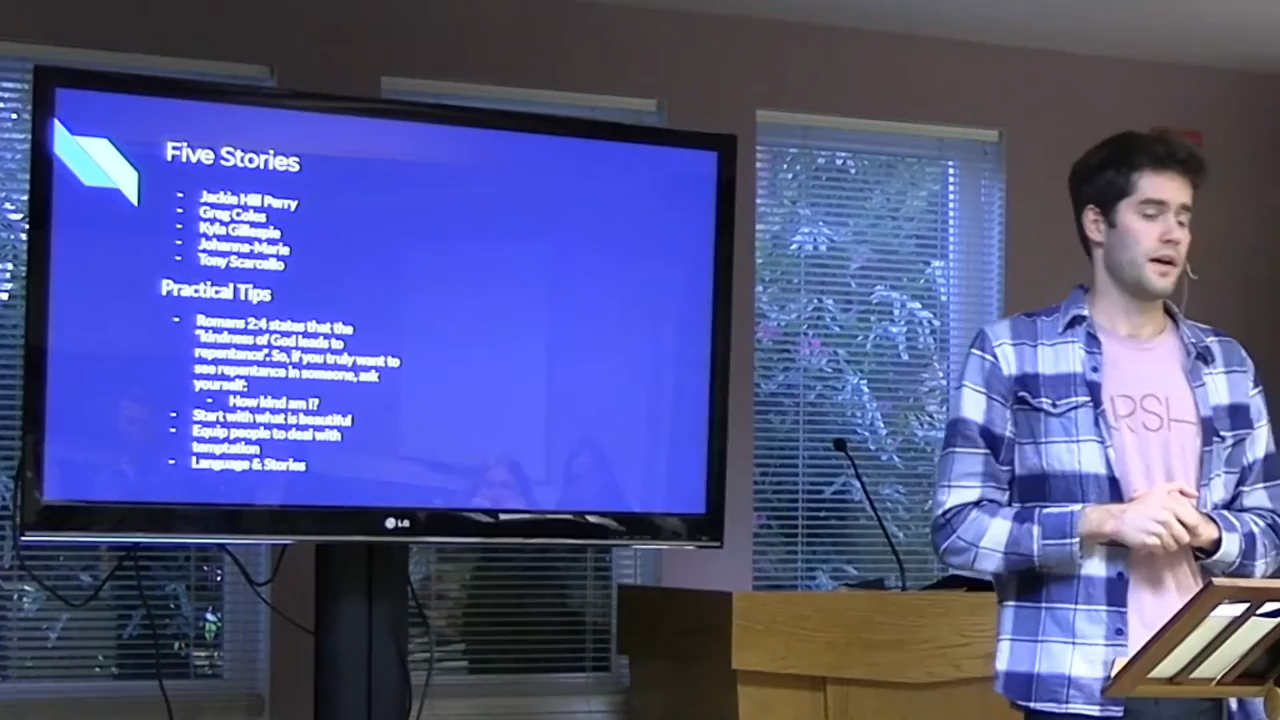 Five Stories
- Jackie Hill Perry
- Greg Coles
- Kyla Gillespie
- Johanna-Marie
- Tony Scarcello
Practical Tips
- Romans 2:4 states that the
"kindness of God leads to
repentance". So, if you truly want to
see repentance in someone, ask
yourself:
- How kind am I?
- Start with what is beautiful
- Equip people to deal with
temptation
- Language & Stories
LG
ARSH